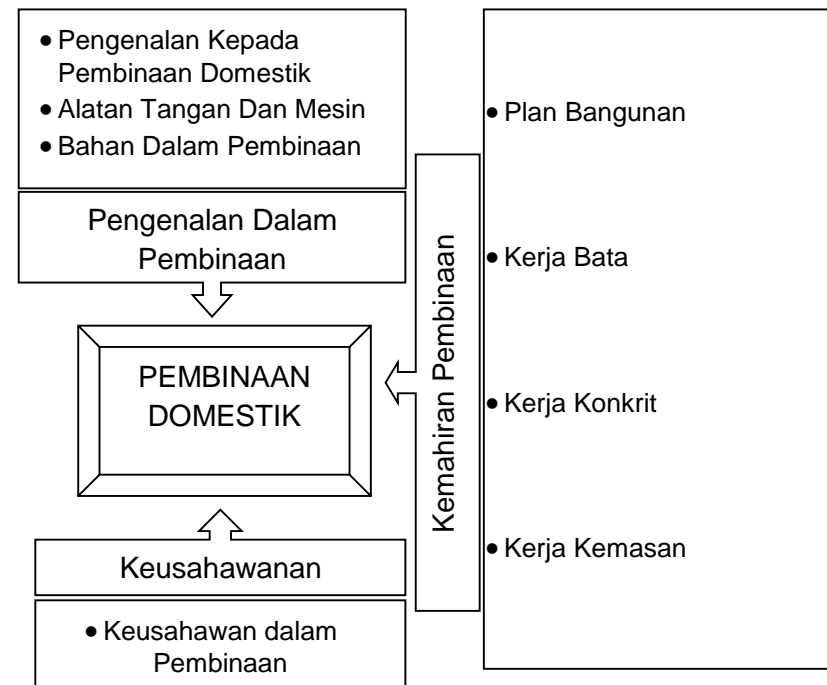 • Pengenalan Kepada
Pembinaan Domestik
• Alatan Tangan Dan Mesin
• Bahan Dalam Pembinaan
Pengenalan Dalam
Pembinaan
PEMBINAAN
DOMESTIK
Keusahawanan
• Keusahawan dalam
Pembinaan
Kemahiran Pembinaan
• Plan Bangunan
• Kerja Bata
• Kerja Konkrit
• Kerja Kemasan